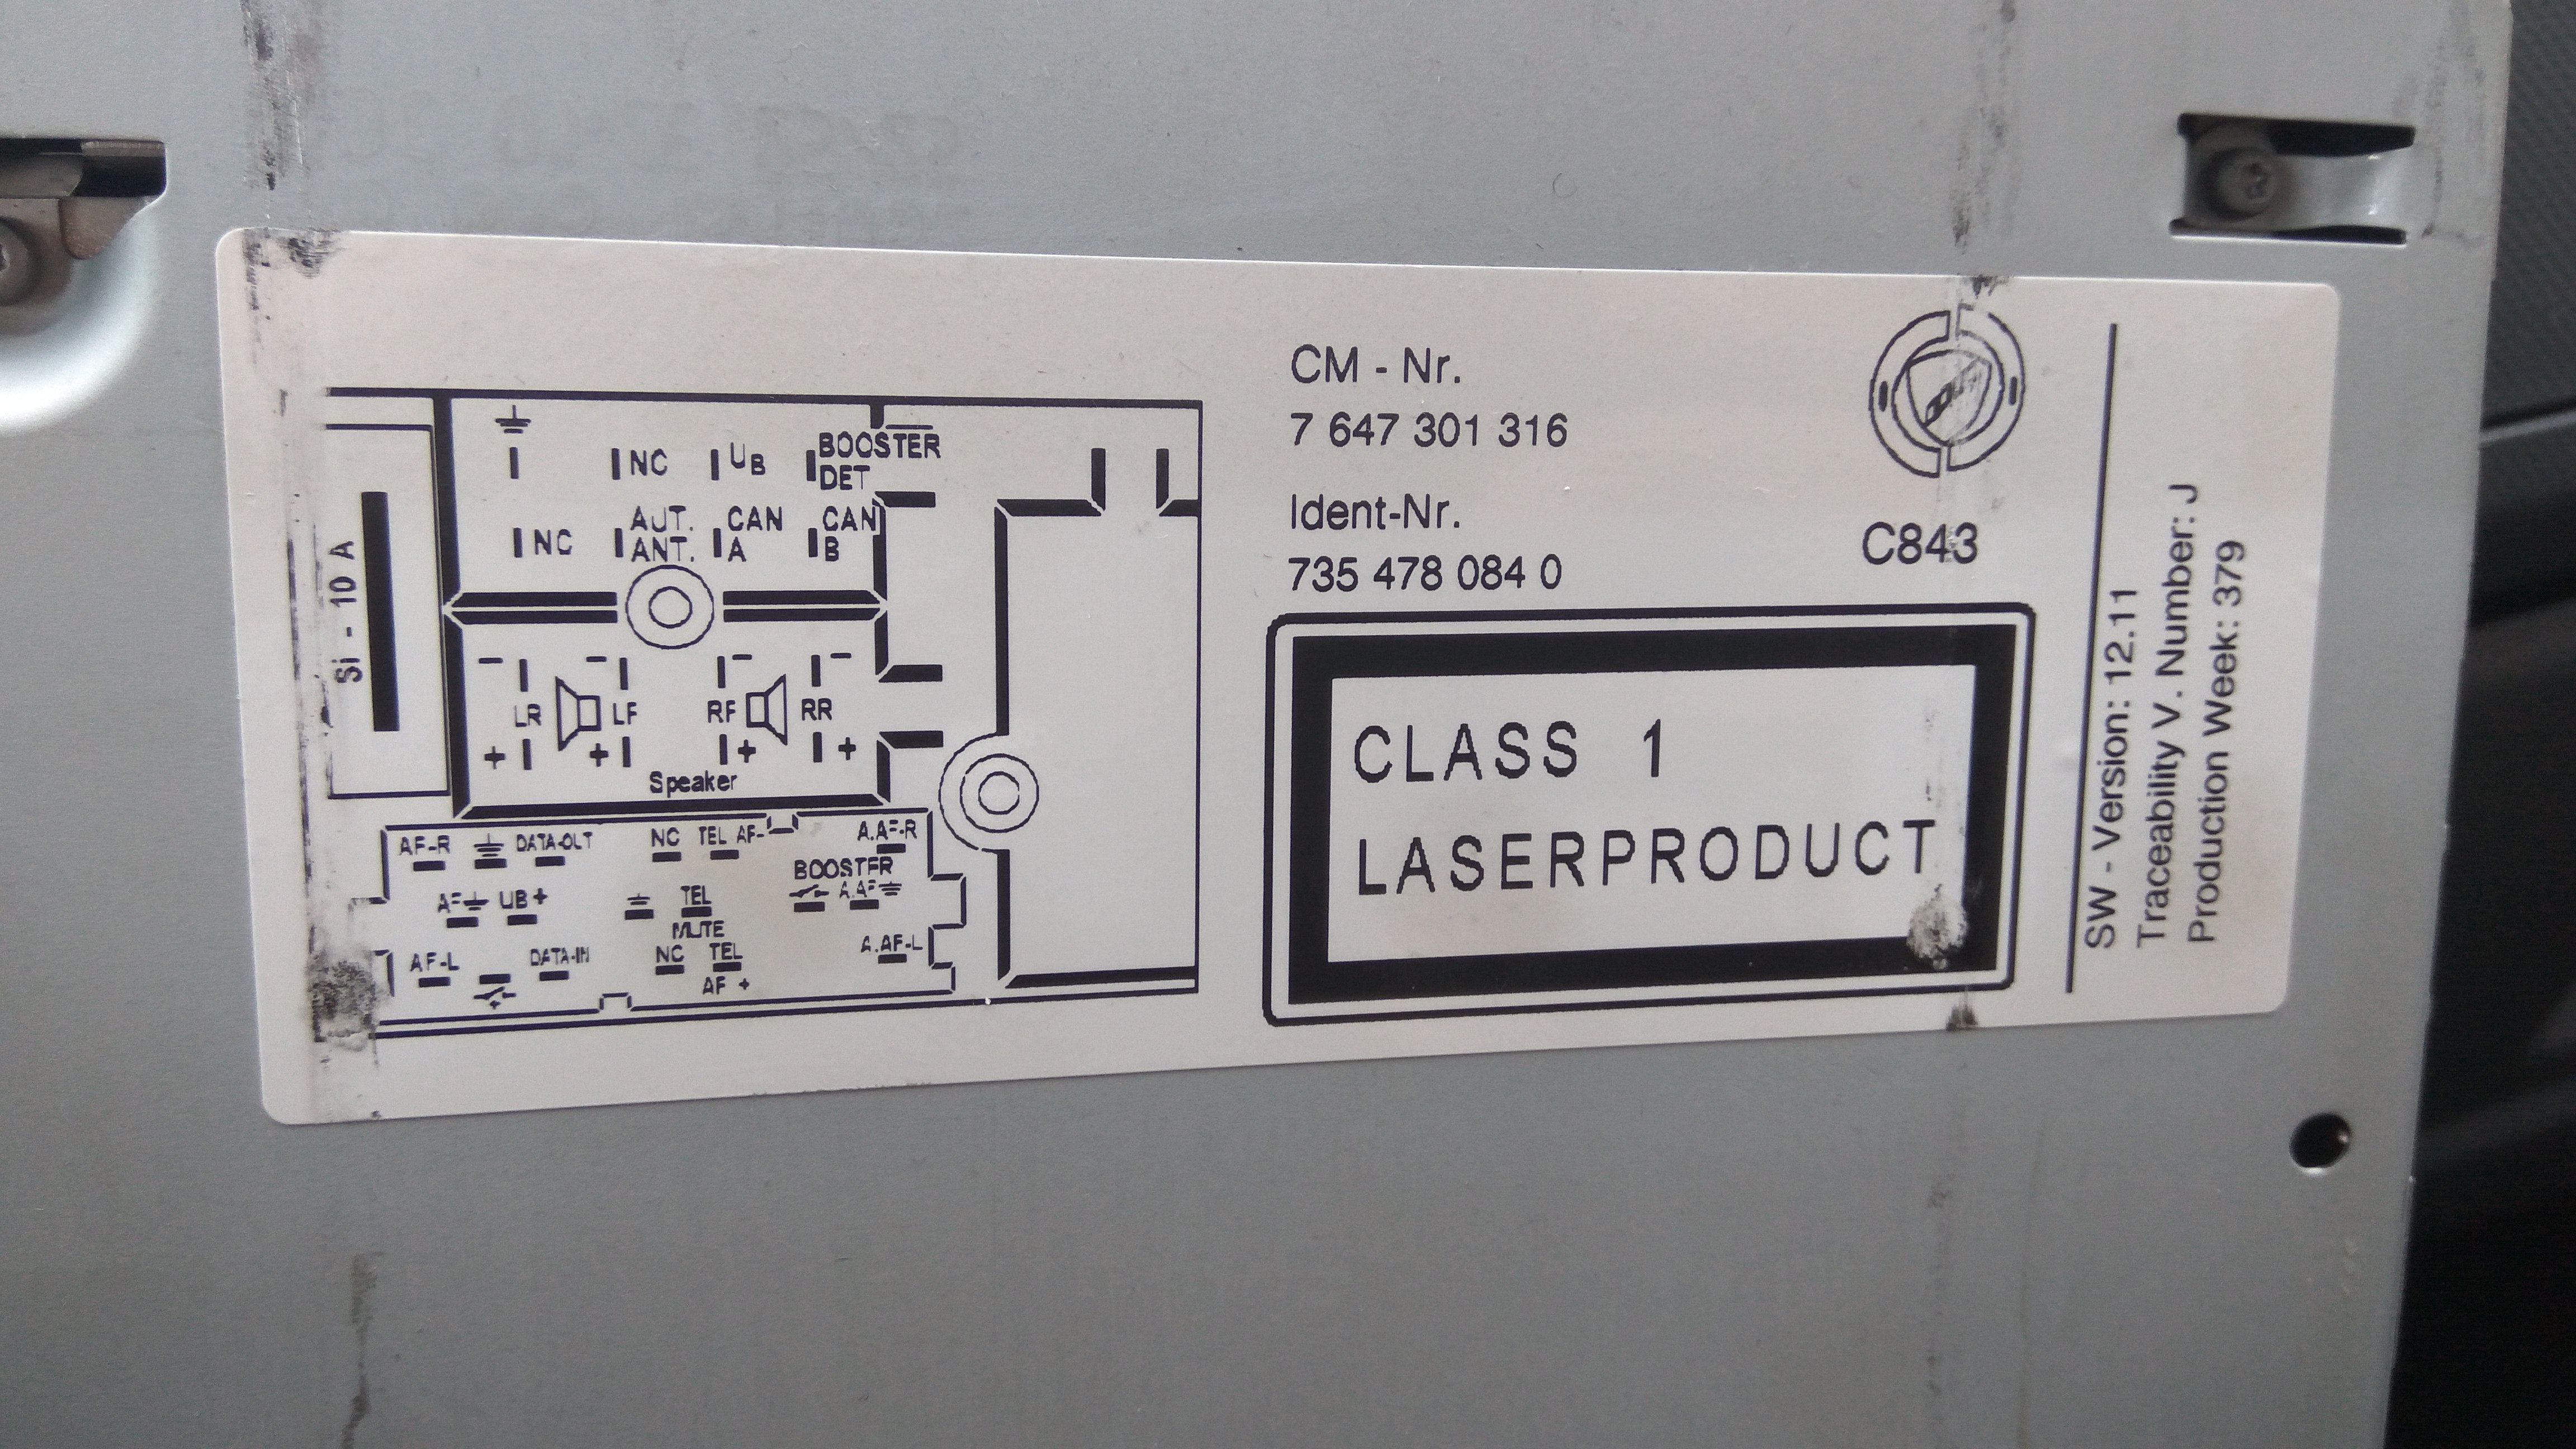 Si - 10 A
NC UB BOOSTER
DET
NC AUT. ANT. CAN A CAN B
- - - -
LR LF RF RR
+ + + +
Speaker
AF-R DATA-OUT NC TEL AF- A.AF-R
BOOSTER
AF UB+ TEL A.AF
MUTE
AF-L DATA-IN NC TEL A.AF-L
AF +
CM - Nr.
7 647 301 316
Ident-Nr.
735 478 084 0
C843
CLASS 1
LASERPRODUCT
SW - Version: 12.11
Traceability V. Number: J
Production Week: 379